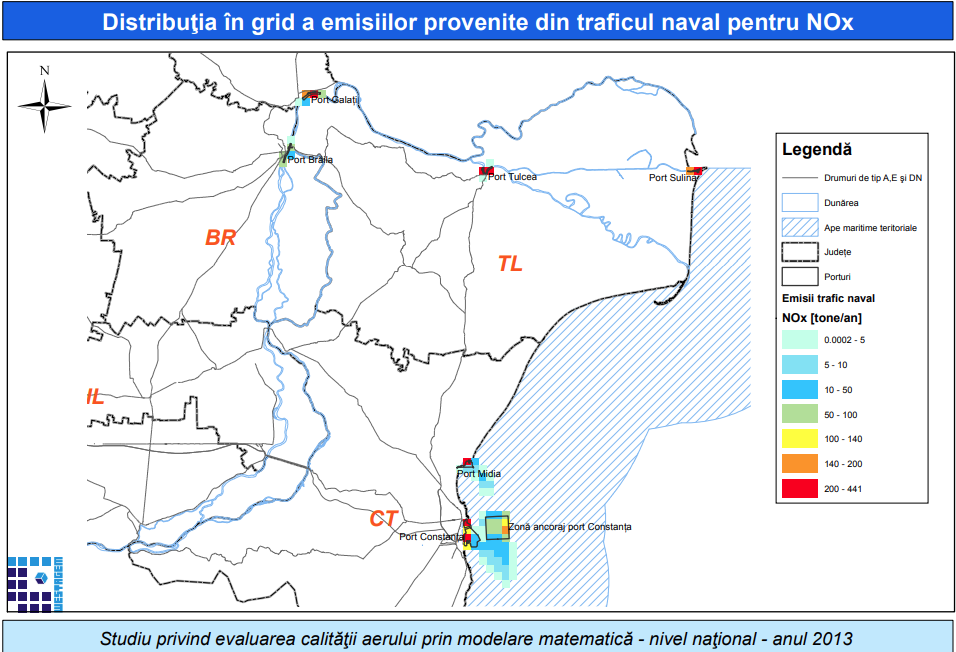 Distribuţia în grid a emisiilor provenite din traficul naval pentru NOx
N
Port Galaţi
Port Brăila
Port Tulcea
Port Sulina
BR
TL
IL
CT
Port Midia
Zonă ancoraj port Constanţa
Port Constanţa
Legendă
Drumuri de tip A,E şi DN
Dunărea
Ape maritime teritoriale
Judeţe
Porturi
Emisii trafic naval
NOx [tone/an]
0.0002 - 5
5 - 10
10 - 50
50 - 100
100 - 140
140 - 200
200 - 441
WESTAGEM
Studiu privind evaluarea calităţii aerului prin modelare matematică - nivel naţional - anul 2013